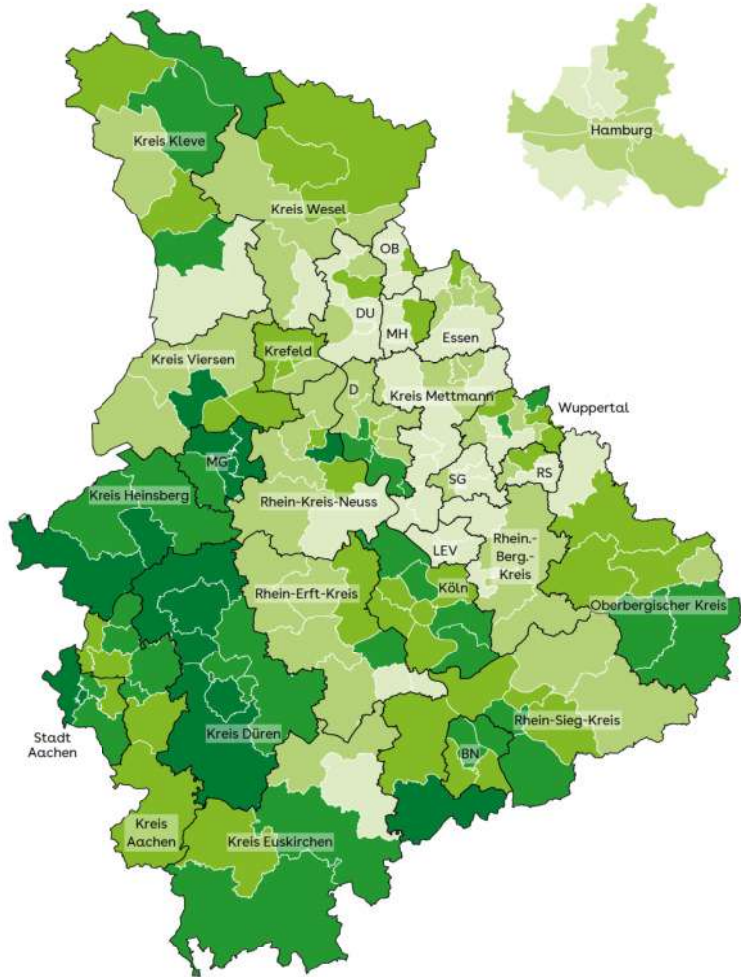 Hamburg
Kreis Kleve
Kreis Wesel
OB
DU
MH
Essen
Kreis Viersen
Krefeld
D
Kreis Mettmann
Wuppertal
MG
Kreis Heinsberg
Rhein-Kreis-Neuss
SG
RS
LEV
Rhein.-
Berg.-
Kreis
Rhein-Erft-Kreis
Köln
Oberbergischer Kreis
Stadt
Aachen
Kreis Düren
Rhein-Sieg-Kreis
BN
Kreis
Aachen
Kreis Euskirchen